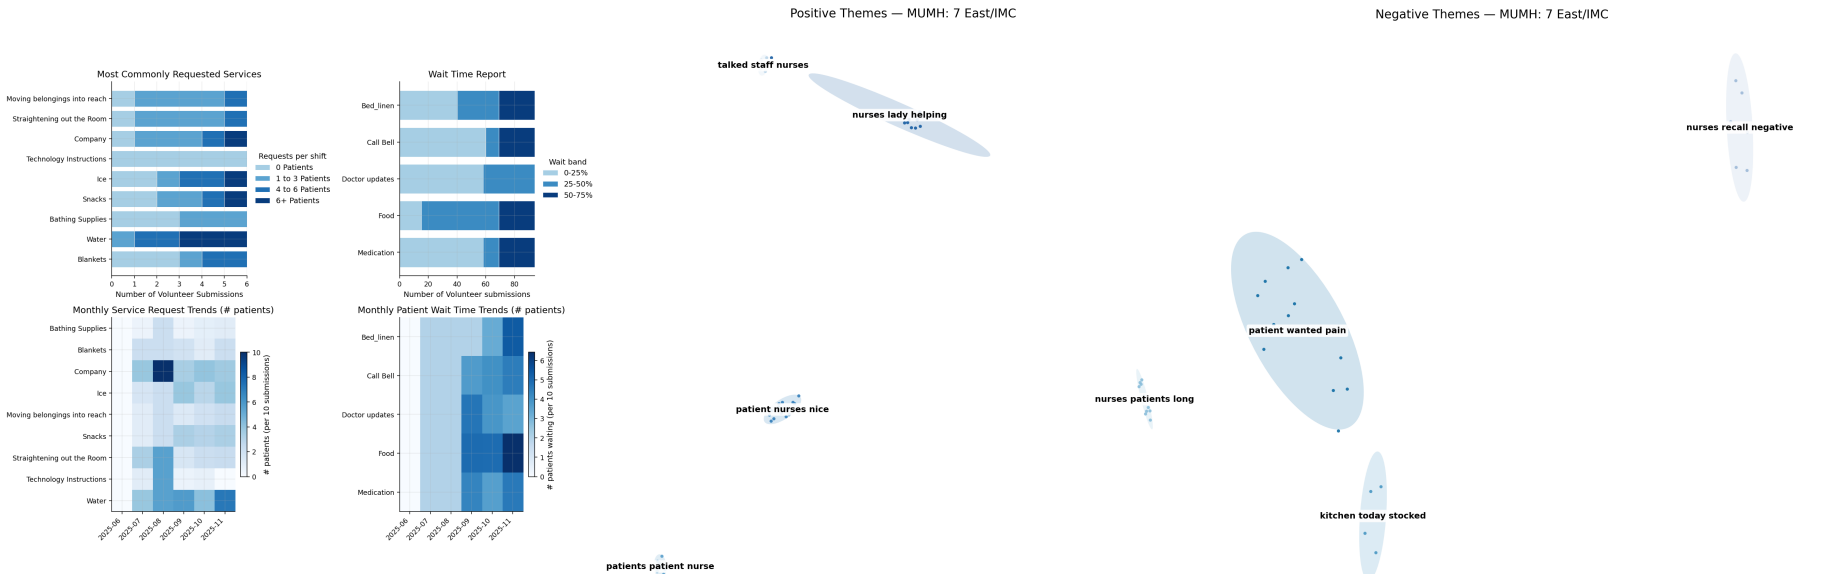 Positive Themes — MUMH: 7 East/IMC
Negative Themes — MUMH: 7 East/IMC
Most Commonly Requested Services
Moving belongings into reach
Straightening out the Room
Company
Technology Instructions
Ice
Snacks
Bathing Supplies
Water
Blankets
0 1 2 3 4 5 6
Number of Volunteer Submissions
Requests per shift
0 Patients
1 to 3 Patients
4 to 6 Patients
6+ Patients
Wait Time Report
Bed_linen
Call Bell
Doctor updates
Food
Medication
0 20 40 60 80
Number of Volunteer submissions
Wait band
0-25%
25-50%
50-75%
Monthly Service Request Trends (# patients)
Bathing Supplies
Blankets
Company
Ice
Moving belongings into reach
Snacks
Straightening out the Room
Technology Instructions
Water
2025-06 2025-07 2025-08 2025-09 2025-10 2025-11
10
8
6
4
2
0
# patients (per 10 submissions)
Monthly Patient Wait Time Trends (# patients)
Bed_linen
Call Bell
Doctor updates
Food
Medication
2025-06 2025-07 2025-08 2025-09 2025-10 2025-11
6
5
4
3
2
1
0
# patients waiting (per 10 submissions)
talked staff nurses
nurses lady helping
patient nurses nice
patients patient nurse
nurses recall negative
patient wanted pain
nurses patients long
kitchen today stocked